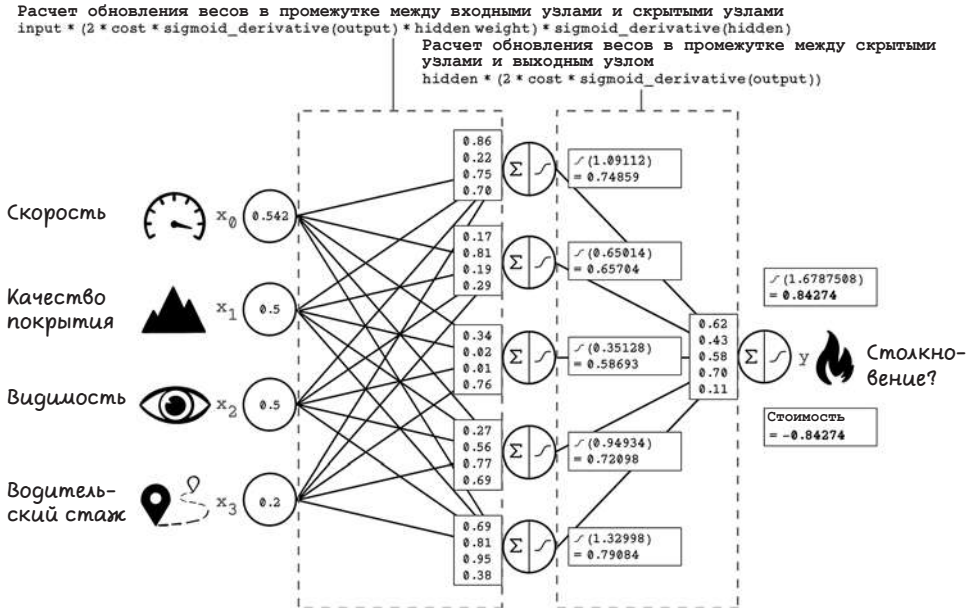 Расчет обновления весов в промежутке между входными узлами и скрытыми узлами
input * (2 * cost * sigmoid_derivative(output) * hidden weight) * sigmoid_derivative(hidden)
Расчет обновления весов в промежутке между скрытыми
узлами и выходным узлом
hidden * (2 * cost * sigmoid_derivative(output))
Скорость
x0
0.542
Качество
покрытия
x1
0.5
Видимость
x2
0.5
Водитель-
ский стаж
x3
0.2
0.86
0.22
0.75
0.70
Σ
(1.09112)
= 0.74859
0.17
0.81
0.19
0.29
Σ
(0.65014)
= 0.65704
0.34
0.02
0.01
0.76
Σ
(0.35128)
= 0.58693
0.27
0.56
0.77
0.69
Σ
(0.94934)
= 0.72098
0.69
0.81
0.95
0.38
Σ
(1.32998)
= 0.79084
0.62
0.43
0.58
0.70
0.11
Σ
(1.6787508)
= 0.84274
y
Столкно-
вение?
Стоимость
= -0.84274